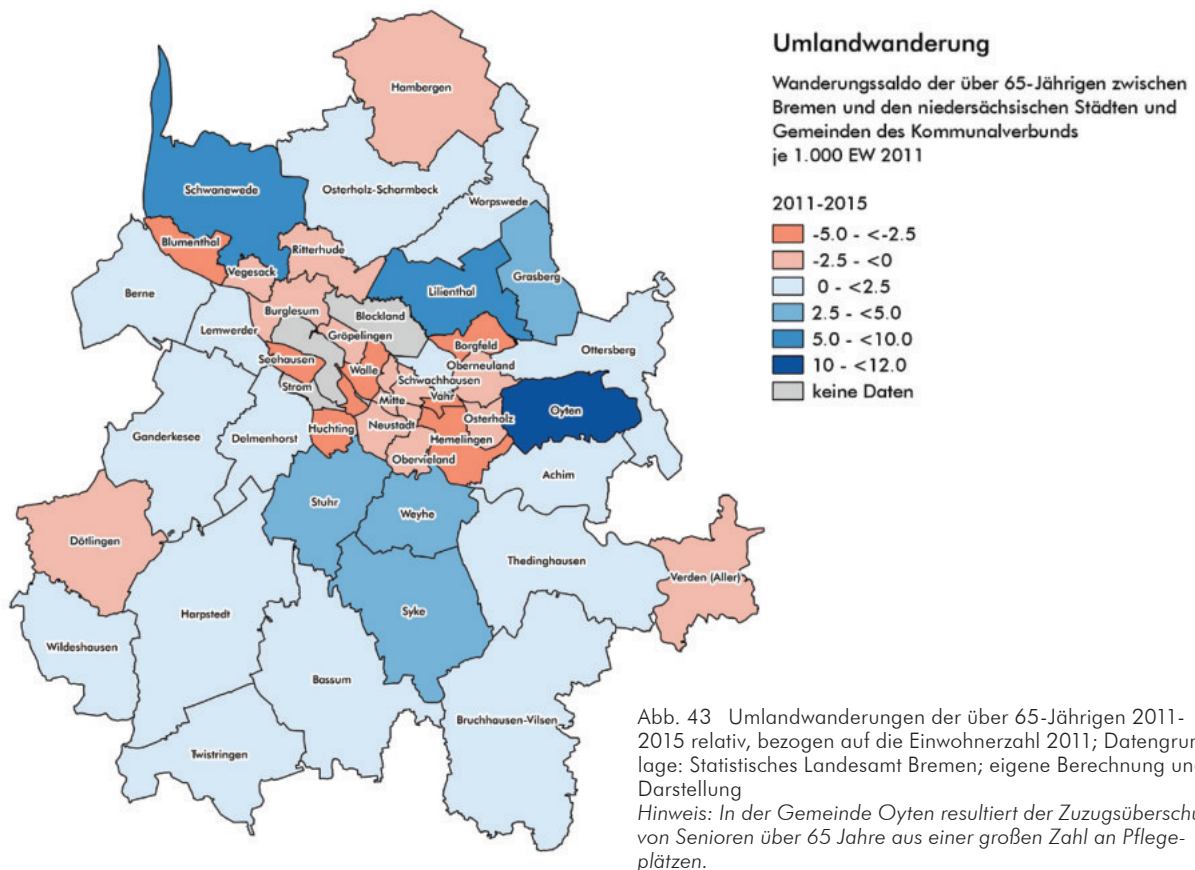 Umlandwanderung
Wanderungssaldo der über 65-Jährigen zwischen
Bremen und den niedersächsischen Städten und
Gemeinden des Kommunalverbunds
je 1.000 EW 2011
2011-2015
-5.0 - <-2.5
-2.5 - <0
0 - <2.5
2.5 - <5.0
5.0 - <10.0
10 - <12.0
keine Daten
Hambergen
Schwanewede
Osterholz-Scharmbeck
Worpswede
Blumenthal
Ritterhude
Vegesack
Grasberg
Berne
Lilienthal
Burglesum
Blockland
Lemwerder
Gröpelingen
Borgfeld
Ottersberg
Seehausen
Oberneuland
Walle
Schwachhausen
Strom
Vahr
Mitte
Oyten
Osterholz
Huchting
Neustadt
Ganderkesee
Delmenhorst
Hemelingen
Obervieland
Achim
Stuhr
Weyhe
Dötlingen
Thedinghausen
Verden (Aller)
Harpstedt
Syke
Wildeshausen
Bassum
Bruchhausen-Vilsen
Twistringen
Abb. 43 Umlandwanderungen der über 65-Jährigen 2011-
2015 relativ, bezogen auf die Einwohnerzahl 2011; Datengrun
lage: Statistisches Landesamt Bremen; eigene Berechnung un
Darstellung
Hinweis: In der Gemeinde Oyten resultiert der Zuzugsüberschu
von Senioren über 65 Jahre aus einer großen Zahl an Pflege-
plätzen.